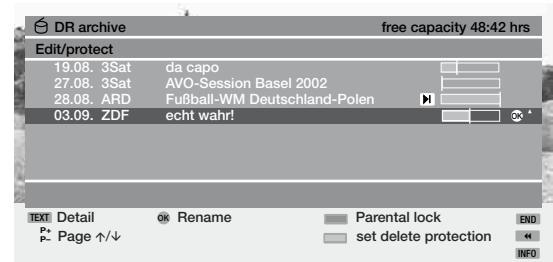 DR archive free capacity 48:42 hrs
Edit/protect
19.08. 3Sat da capo
27.08. 3Sat AVO-Session Basel 2002
28.08. ARD Fußball-WM Deutschland-Polen
03.09. ZDF echt wahr! OK
TEXT Detail OK Rename Parental lock END
P+ P– Page ↑/↓ set delete protection
INFO